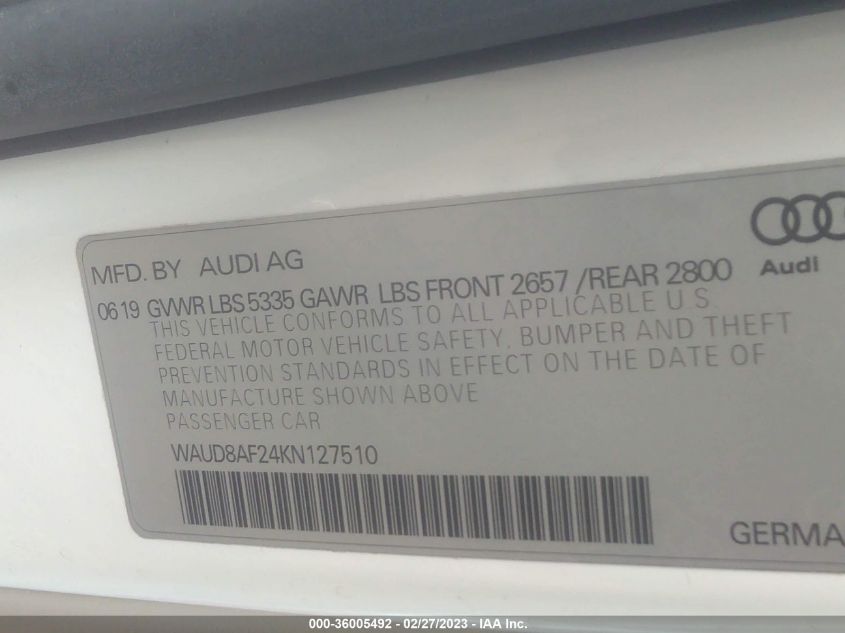 MFD. BY AUDI AG
Audi
06 19 GVWR LBS 5335 GAWR LBS FRONT 2657 /REAR 2800
THIS VEHICLE CONFORMS TO ALL APPLICABLE U.S.
FEDERAL MOTOR VEHICLE SAFETY, BUMPER AND THEFT
PREVENTION STANDARDS IN EFFECT ON THE DATE OF
MANUFACTURE SHOWN ABOVE
PASSENGER CAR
WAUD8AF24KN127510
GERMA
000-36005492 - 02/27/2023 - IAA Inc.